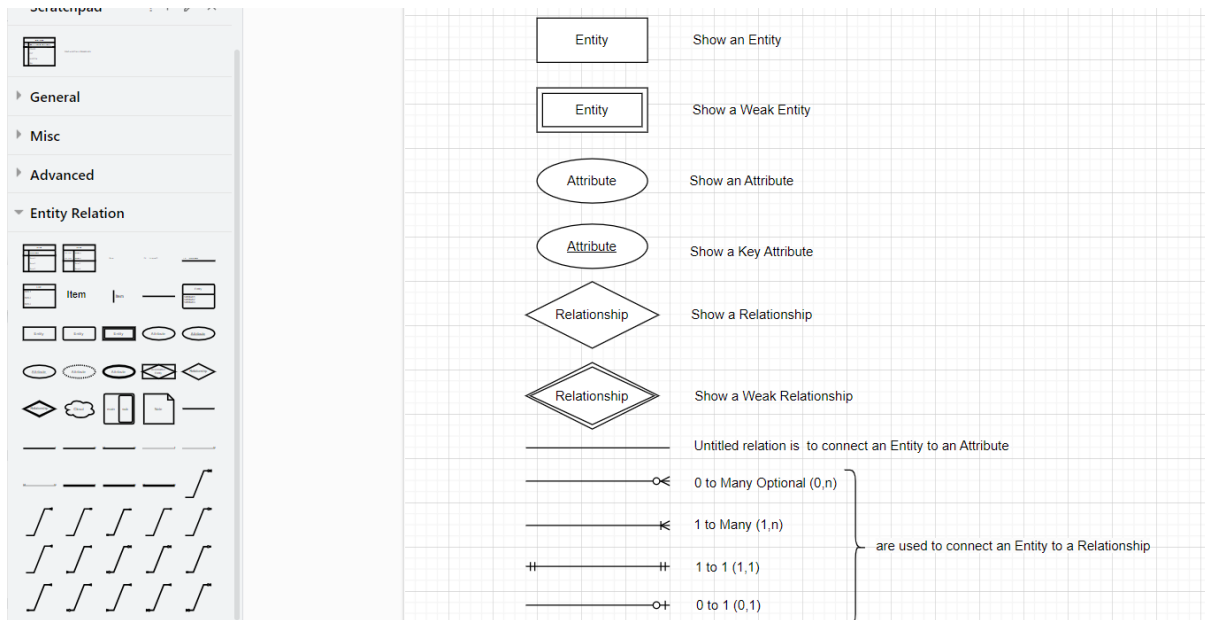 Scratchpad
General
Misc
Advanced
Entity Relation
Item
Entity
Show an Entity
Entity
Show a Weak Entity
Attribute
Show an Attribute
Attribute
Show a Key Attribute
Relationship
Show a Relationship
Relationship
Show a Weak Relationship
Untitled relation is to connect an Entity to an Attribute
0 to Many Optional (0,n)
1 to Many (1,n)
are used to connect an Entity to a Relationship
1 to 1 (1,1)
0 to 1 (0,1)